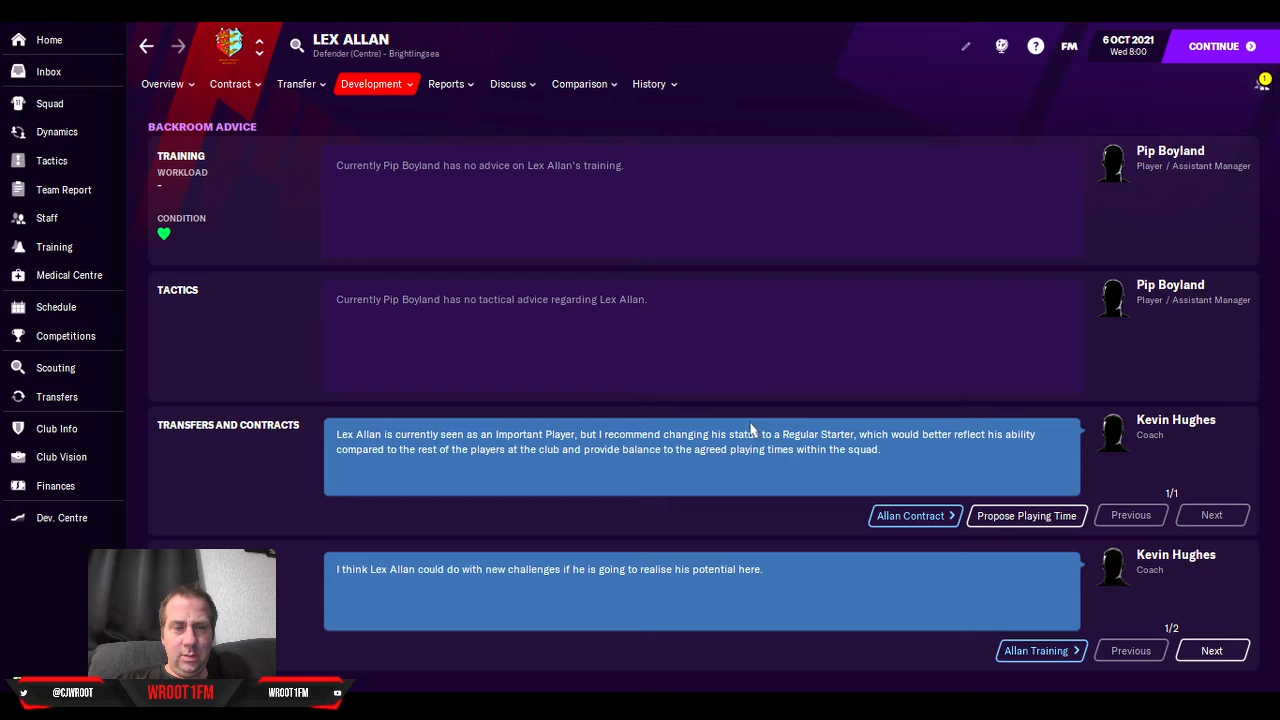 Home
Inbox
Squad
Dynamics
Tactics
Team Report
Staff
Training
Medical Centre
Schedule
Competitions
Scouting
Transfers
Club Info
Club Vision
Finances
Dev. Centre
LEX ALLAN
Defender (Centre) - Brightlingsea
? FM
6 OCT 2021
Wed 8:00
CONTINUE
1
Overview Contract Transfer Development Reports Discuss Comparison History
BACKROOM ADVICE
TRAINING
WORKLOAD
-
CONDITION
Currently Pip Boyland has no advice on Lex Allan's training.
Pip Boyland
Player / Assistant Manager
TACTICS
Currently Pip Boyland has no tactical advice regarding Lex Allan.
Pip Boyland
Player / Assistant Manager
TRANSFERS AND CONTRACTS
Lex Allan is currently seen as an Important Player, but I recommend changing his status to a Regular Starter, which would better reflect his ability
compared to the rest of the players at the club and provide balance to the agreed playing times within the squad.
Kevin Hughes
Coach
1/1
Allan Contract Propose Playing Time Previous Next
I think Lex Allan could do with new challenges if he is going to realise his potential here.
Kevin Hughes
Coach
1/2
Allan Training Previous Next
@CJWROOT WROOT1FM WROOT1FM